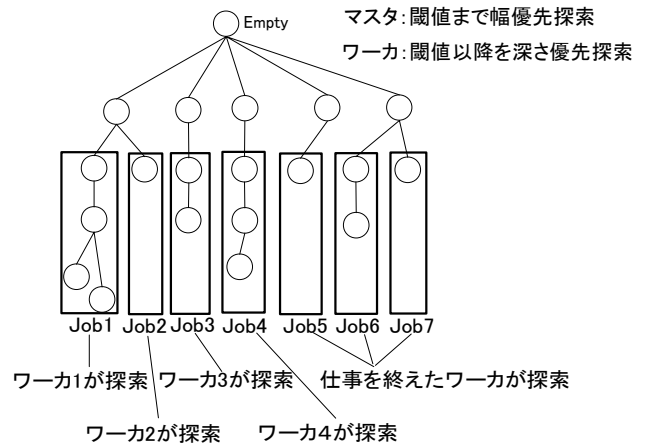 Empty
マスタ:閾値まで幅優先探索
ワーカ:閾値以降を深さ優先探索
Job1 Job2 Job3 Job4 Job5 Job6 Job7
ワーカ1が探索 ワーカ3が探索 仕事を終えたワーカが探索
ワーカ2が探索 ワーカ4が探索